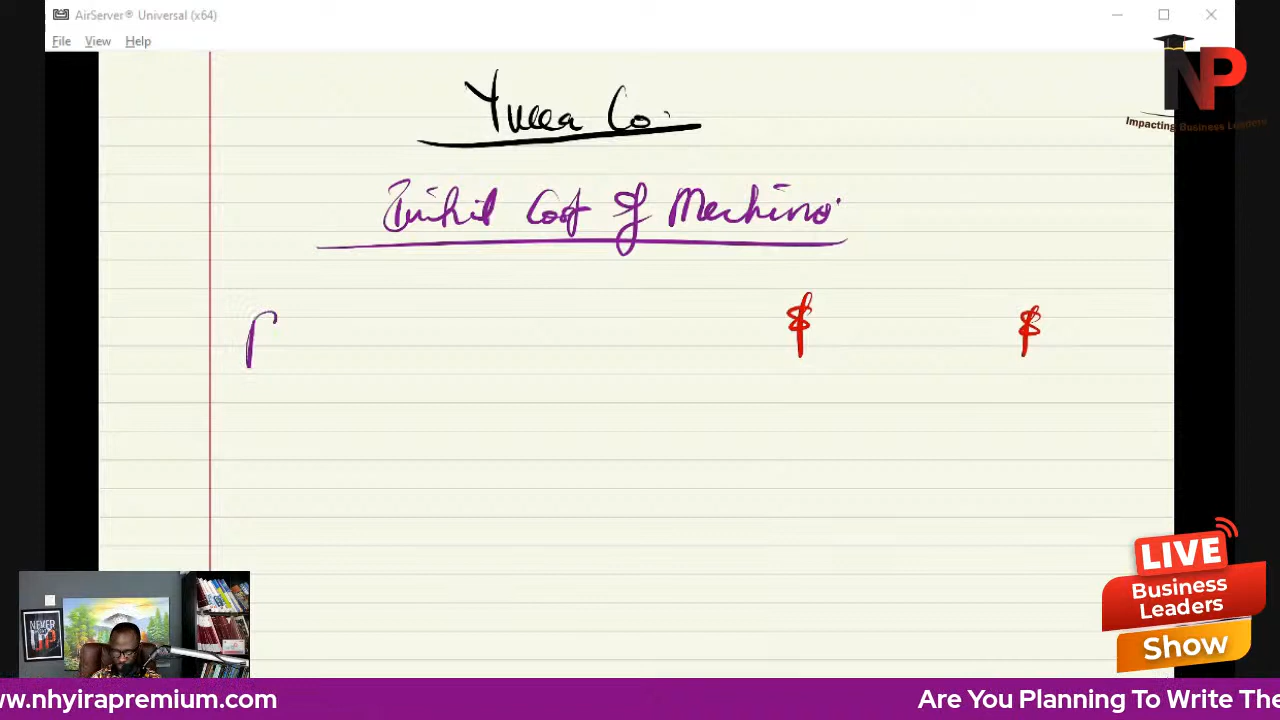 AirServer® Universal (x64)
File View Help
NP
Impacting Business Leaders
Yucca Co.
Initial Cost of Machine
$ $
NEVER
UP
LIVE
Business
Leaders
Show
ww.nhyirapremium.com Are You Planning To Write The